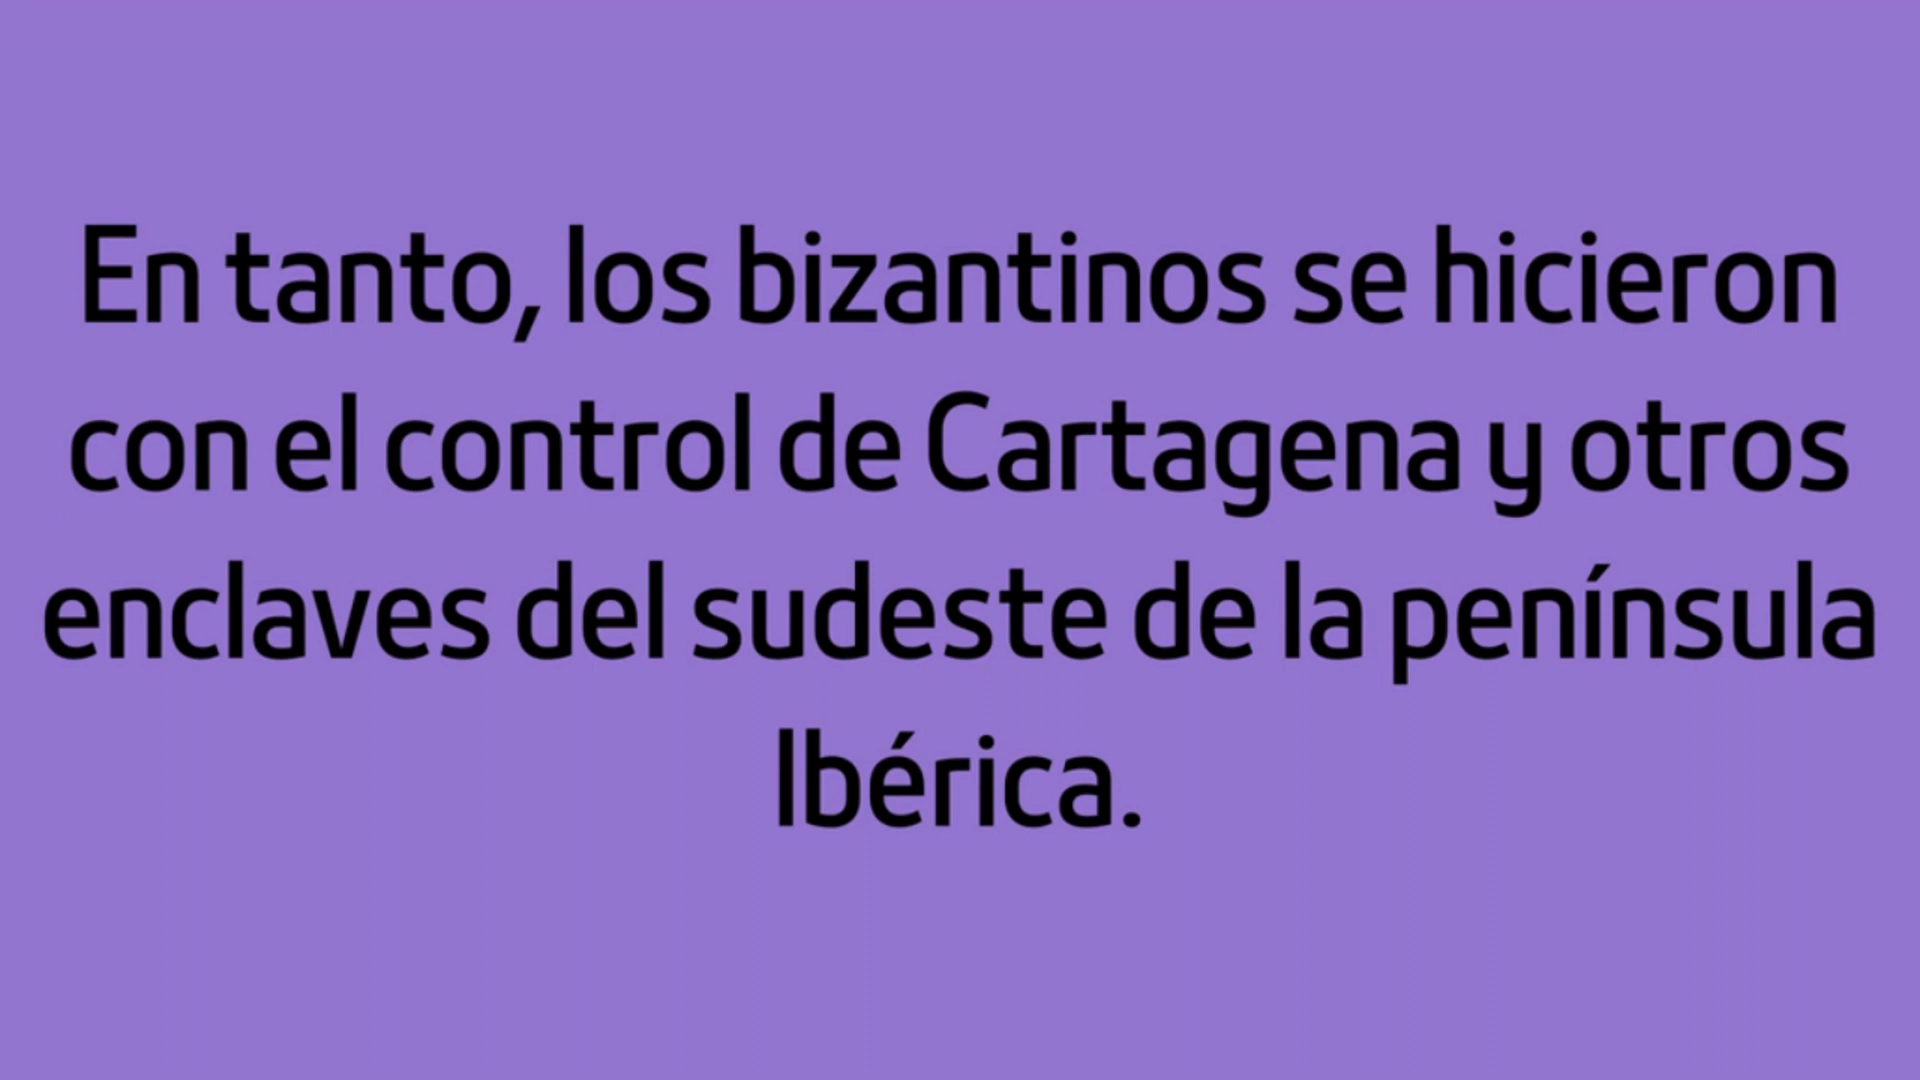 En tanto, los bizantinos se hicieron
con el control de Cartagena y otros
enclaves del sudeste de la península
Ibérica.